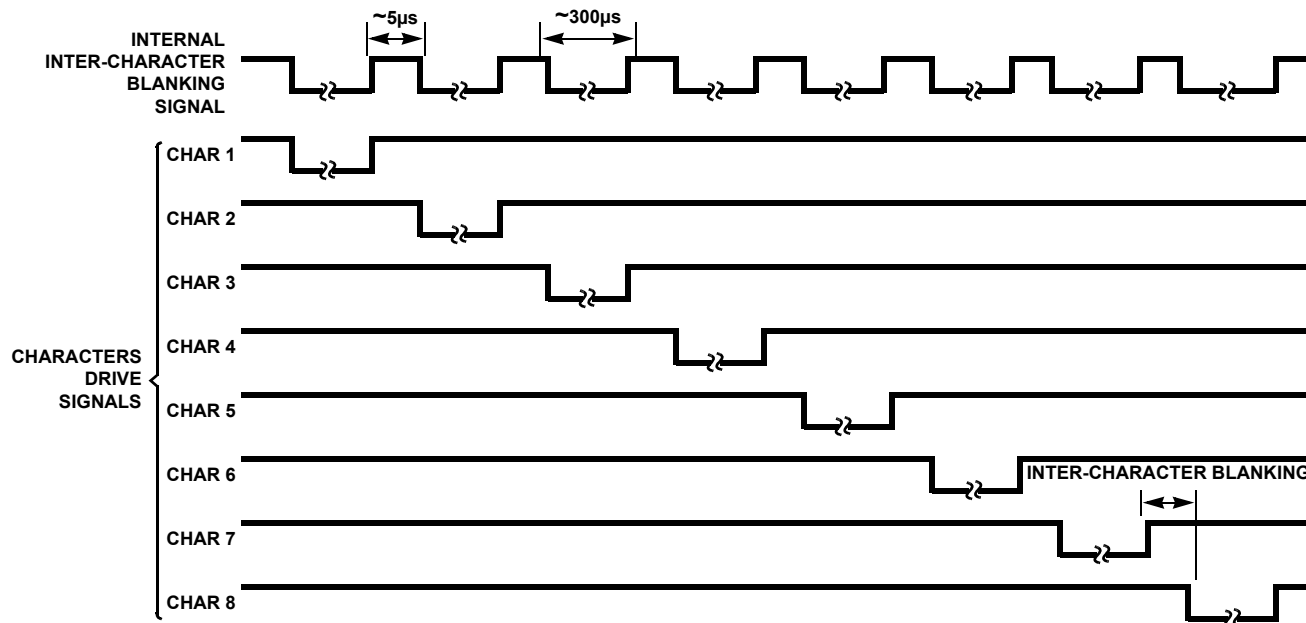 ~5µs
~300µs
INTERNAL
INTER-CHARACTER
BLANKING
SIGNAL
CHAR 1
CHAR 2
CHAR 3
CHAR 4
CHARACTERS
DRIVE
SIGNALS
CHAR 5
CHAR 6
INTER-CHARACTER BLANKING
CHAR 7
CHAR 8